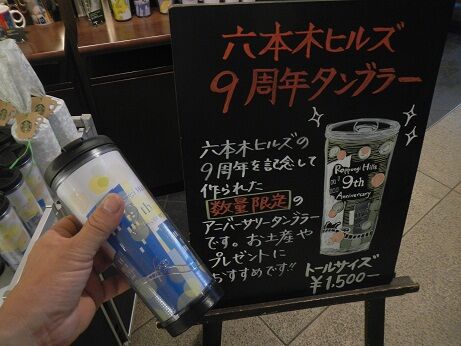 六本木ヒルズ
9周年タンブラー
六本木ヒルズの
9周年を記念して
作られた
数量限定の
アニバーサリータンブラー
です。お土産や
プレゼントに
おすすめです!!
Roppongi Hills
9th
Anniversary
トールサイズ
¥1,500-